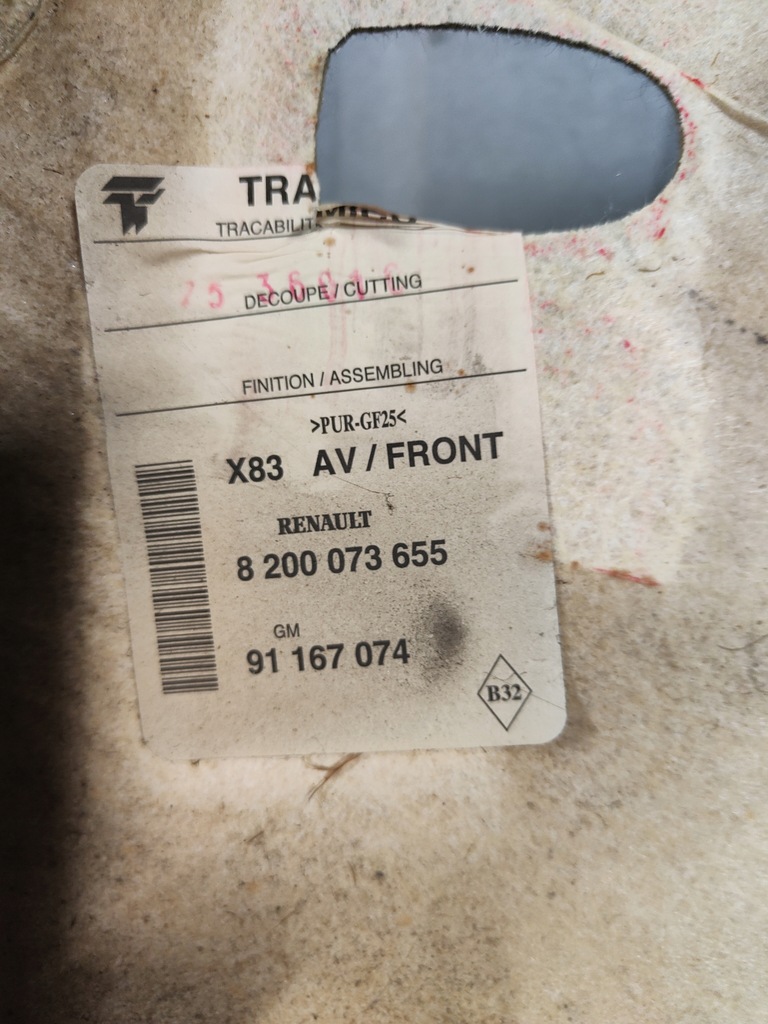 TRA
TRACABILIT
DECOUPE / CUTTING
FINITION / ASSEMBLING
>PUR-GF25<
X83 AV / FRONT
RENAULT
8 200 073 655
GM
91 167 074
B32